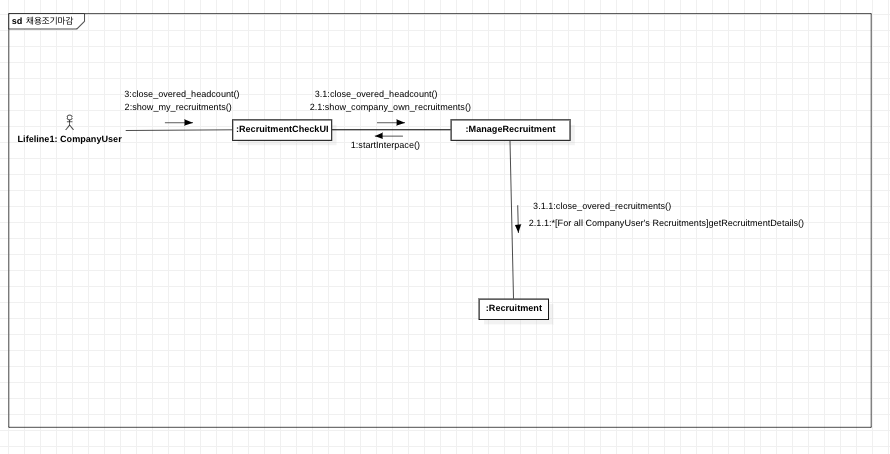 sd 채용조기마감
3:close_overed_headcount()
2:show_my_recruitments()
3.1:close_overed_headcount()
2.1:show_company_own_recruitments()
Lifeline1: CompanyUser
:RecruitmentCheckUI
:ManageRecruitment
1:startInterpace()
3.1.1:close_overed_recruitments()
2.1.1:*[For all CompanyUser's Recruitments]getRecruitmentDetails()
:Recruitment